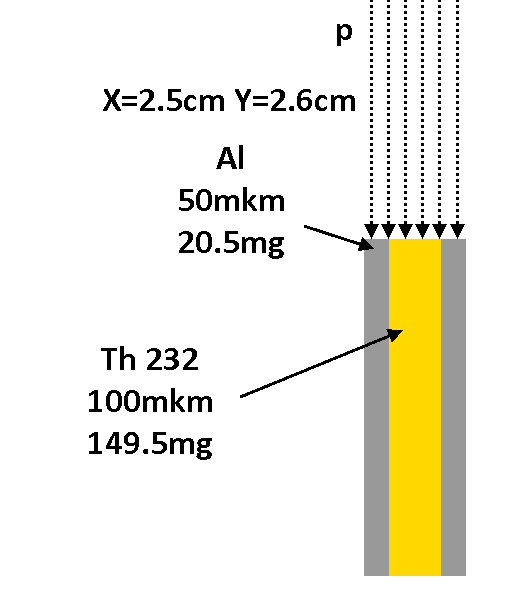 p
X=2.5cm Y=2.6cm
Al
50mkm
20.5mg
Th 232
100mkm
149.5mg